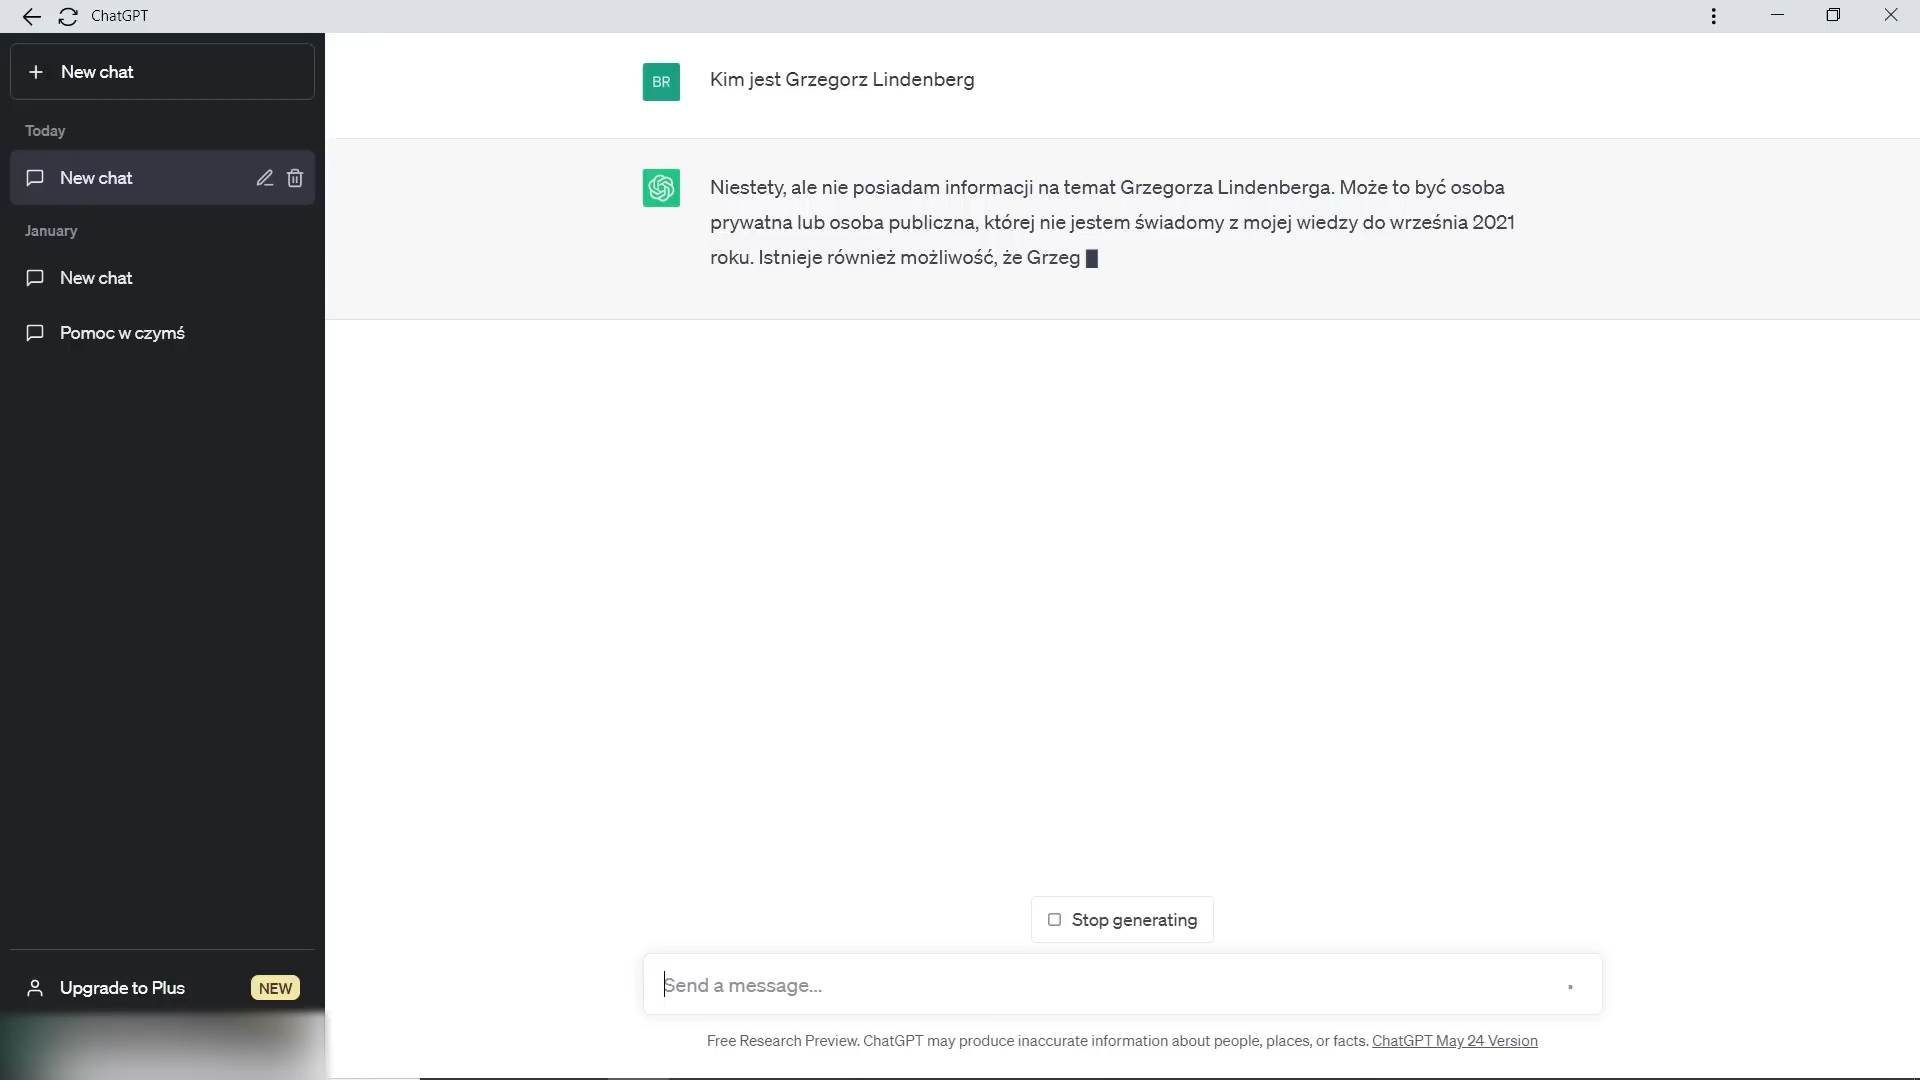 ChatGPT
New chat
Today
New chat
January
New chat
Pomoc w czymś
Upgrade to Plus NEW
BR Kim jest Grzegorz Lindenberg
Niestety, ale nie posiadam informacji na temat Grzegorza Lindenberga. Może to być osoba
prywatna lub osoba publiczna, której nie jestem świadomy z mojej wiedzy do września 2021
roku. Istnieje również możliwość, że Grzeg
Stop generating
Send a message...
Free Research Preview. ChatGPT may produce inaccurate information about people, places, or facts. ChatGPT May 24 Version